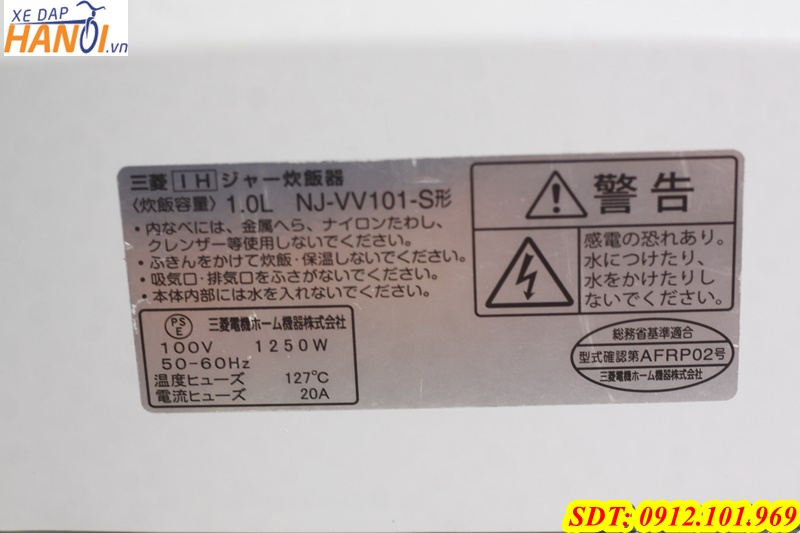 XE DAP
HANOI.vn
三菱 IH ジャー炊飯器
〈炊飯容量〉 1.0L NJ-VV101-S形
・内なべには、金属へら、ナイロンたわし、
クレンザー等使用しないでください。
・ふきんをかけて炊飯・保温しないでください。
・吸気口・排気口をふさがないでください。
・本体内部には水を入れないでください。
警告
感電の恐れあり。
水につけたり、
水をかけたりし
ないでください。
PSE 三菱電機ホーム機器株式会社
100V 1250W
50-60Hz
温度ヒューズ 127℃
電流ヒューズ 20A
総務省基準適合
型式確認第AFRP02号
三菱電機ホーム機器株式会社
SDT: 0912.101.969